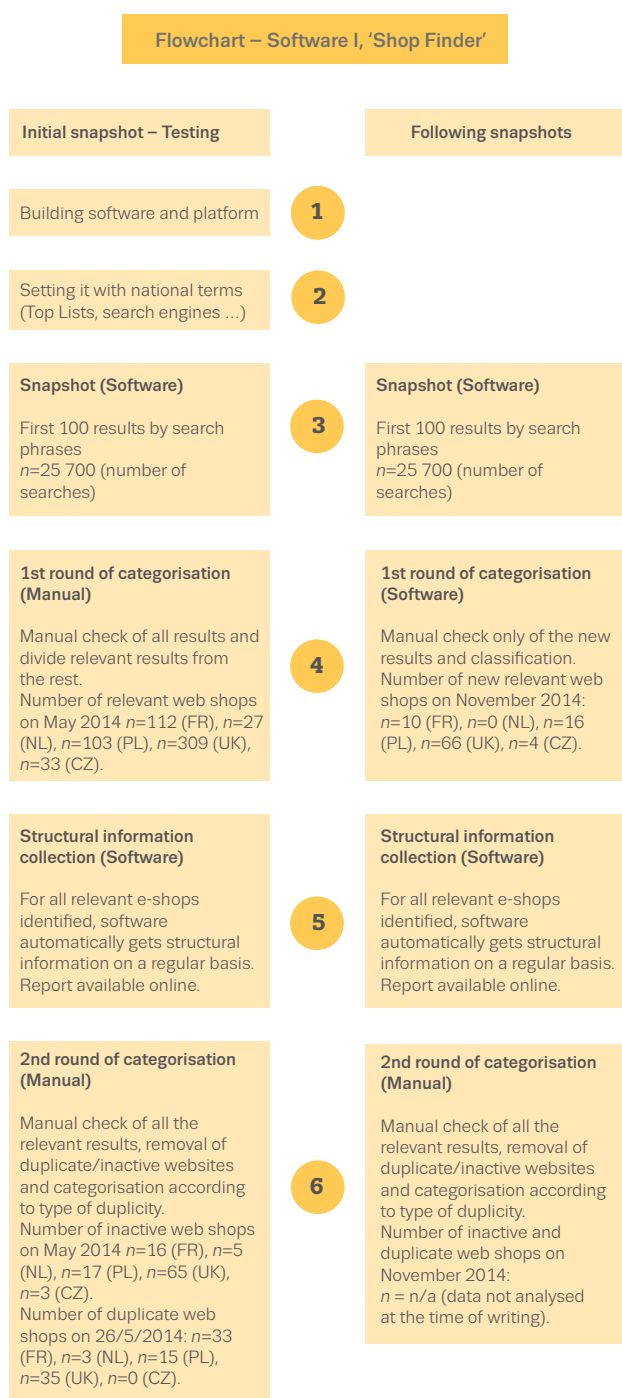 Flowchart – Software I, ‘Shop Finder’
Initial snapshot – Testing
Following snapshots
Building software and platform
1
Setting it with national terms
(Top Lists, search engines ...)
2
Snapshot (Software)
First 100 results by search
phrases
n=25 700 (number of
searches)
3
Snapshot (Software)
First 100 results by search
phrases
n=25 700 (number of
searches)
1st round of categorisation
(Manual)
Manual check of all results and
divide relevant results from
the rest.
Number of relevant web shops
on May 2014 n=112 (FR), n=27
(NL), n=103 (PL), n=309 (UK),
n=33 (CZ).
4
1st round of categorisation
(Software)
Manual check only of the new
results and classification.
Number of new relevant web
shops on November 2014:
n=10 (FR), n=0 (NL), n=16
(PL), n=66 (UK), n=4 (CZ).
Structural information
collection (Software)
For all relevant e-shops
identified, software
automatically gets structural
information on a regular basis.
Report available online.
5
Structural information
collection (Software)
For all relevant e-shops
identified, software
automatically gets structural
information on a regular basis.
Report available online.
2nd round of categorisation
(Manual)
Manual check of all the
relevant results, removal of
duplicate/inactive websites
and categorisation according
to type of duplicity.
Number of inactive web shops
on May 2014 n=16 (FR), n=5
(NL), n=17 (PL), n=65 (UK),
n=3 (CZ).
Number of duplicate web
shops on 26/5/2014: n=33
(FR), n=3 (NL), n=15 (PL),
n=35 (UK), n=0 (CZ).
6
2nd round of categorisation
(Manual)
Manual check of all the
relevant results, removal of
duplicate/inactive websites
and categorisation according
to type of duplicity.
Number of inactive and
duplicate web shops on
November 2014:
n = n/a (data not analysed
at the time of writing).